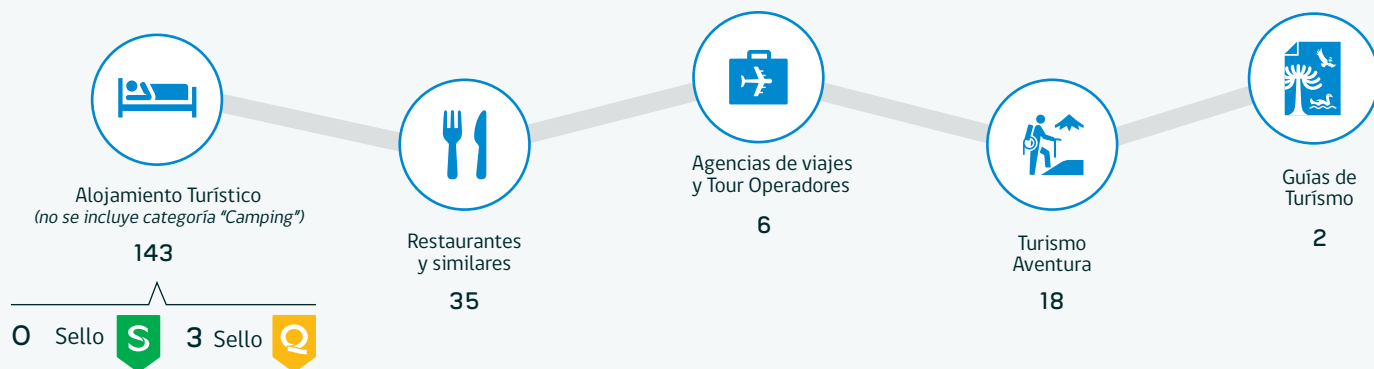 Alojamiento Turístico
(no se incluye categoría "Camping")
143
0 Sello S 3 Sello Q
Restaurantes
y similares
35
Agencias de viajes
y Tour Operadores
6
Turismo
Aventura
18
Guías de
Turísmo
2